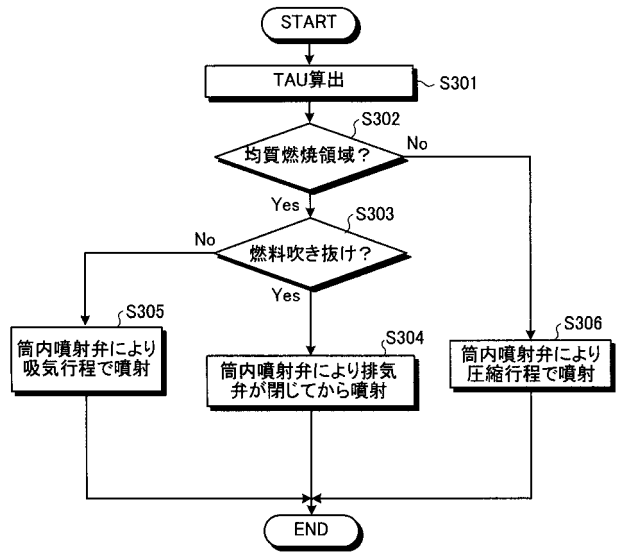 START
TAU算出
S301
S302
均質燃焼領域？
No
Yes
S303
燃料吹き抜け？
No
Yes
S305
筒内噴射弁により
吸気行程で噴射
S304
筒内噴射弁により排気
弁が閉じてから噴射
S306
筒内噴射弁により
圧縮行程で噴射
END